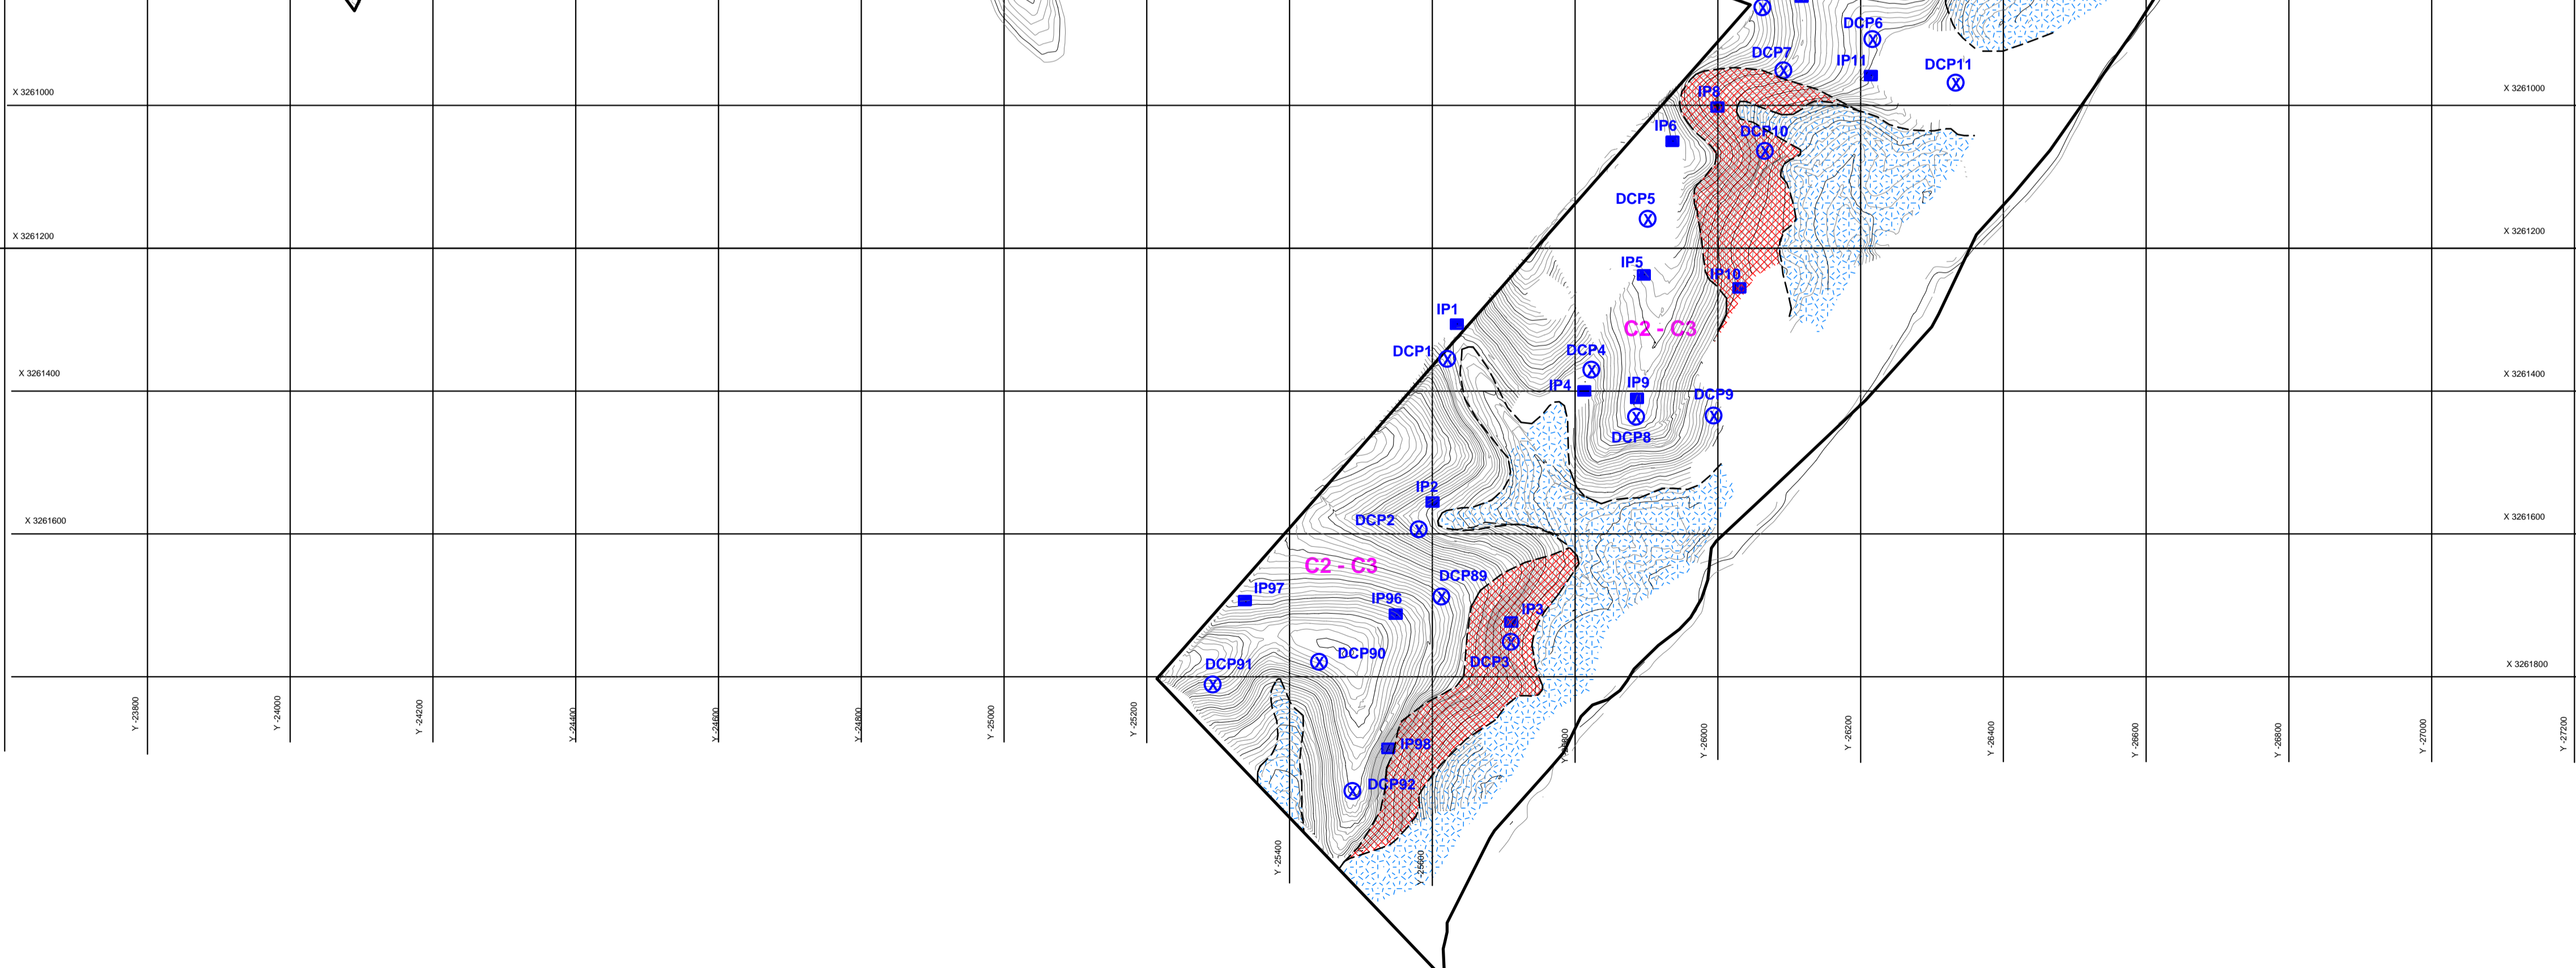 DCP6
DCP7
IP11
DCP11
X 3261000
IP8
X 3261000
IP6
DCP10
DCP5
X 3261200
X 3261200
IP5
IP10
IP1
C2 - C3
DCP1
DCP4
X 3261400
IP4
IP9
X 3261400
DCP9
DCP8
IP2
X 3261600
DCP2
X 3261600
C2 - C3
DCP89
IP97
IP96
IP3
DCP90
DCP91
DCP3
X 3261800
Y -23800
Y -24000
Y -24200
Y -24400
Y -24600
Y -24800
Y -25000
Y -25200
Y -25800
Y -26000
Y -26200
Y -26400
Y -26600
Y -26800
Y -27000
Y -27200
IP98
DCP92
Y -25400
Y -25600